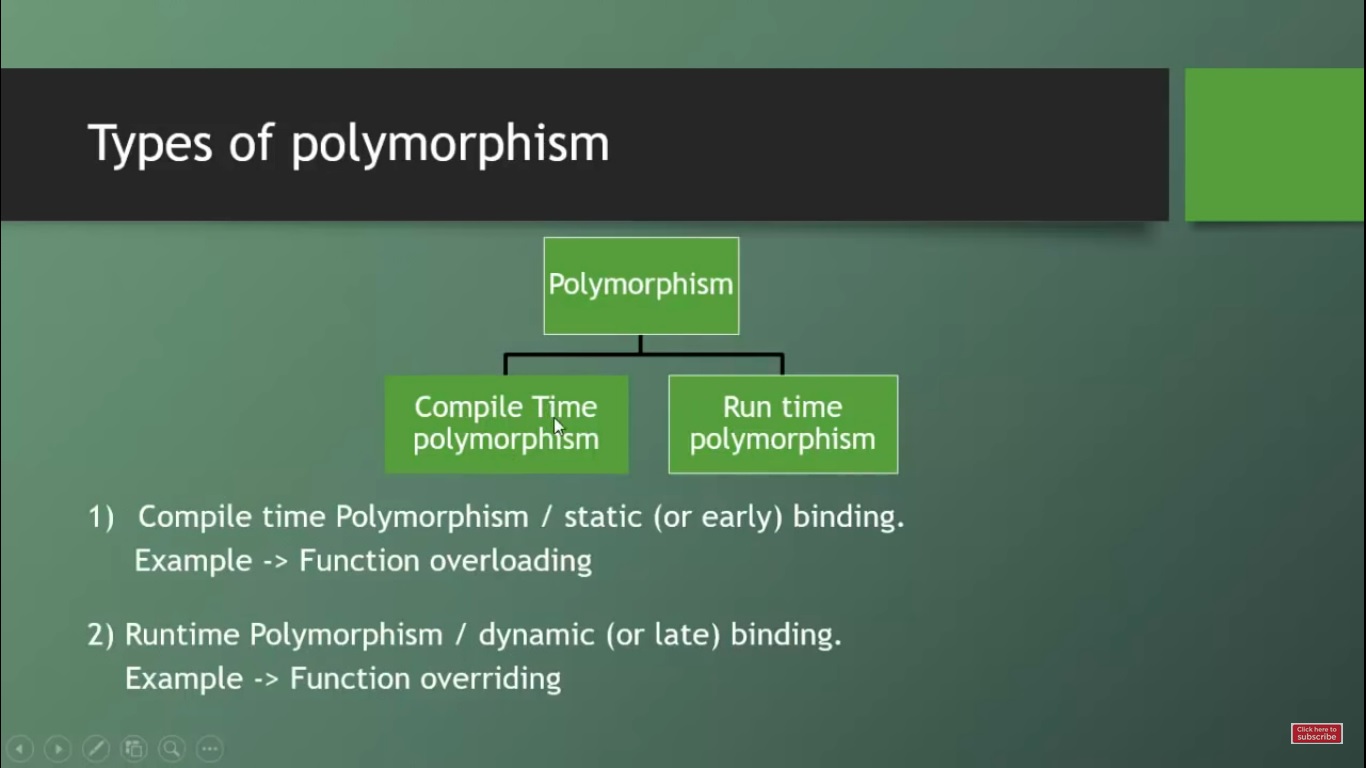 Types of polymorphism
Polymorphism
Compile Time
polymorphism
Run time
polymorphism
1) Compile time Polymorphism / static (or early) binding.
Example -> Function overloading
2) Runtime Polymorphism / dynamic (or late) binding.
Example -> Function overriding
Click here to
subscribe